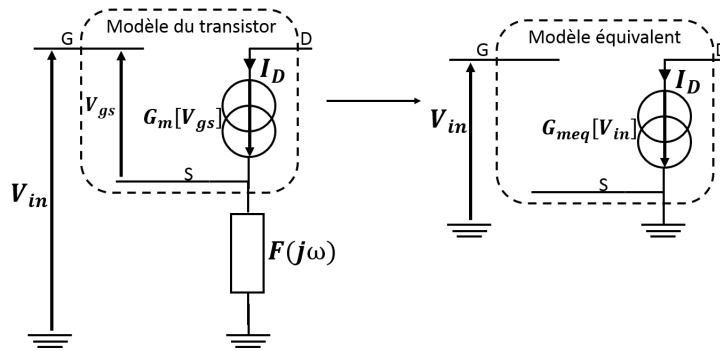 Modèle du transistor
G
D
I_D
V_gs
G_m[V_gs]
S
V_in
F(jω)
Modèle équivalent
G
D
I_D
V_in
G_meq[V_in]
S